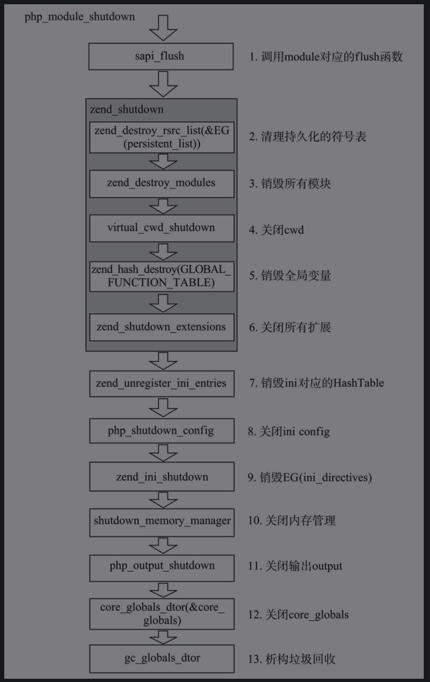 php_module_shutdown
sapi_flush
1. 调用module对应的flush函数
zend_shutdown
zend_destroy_rsrc_list(&EG
(persistent_list))
2. 清理持久化的符号表
zend_destroy_modules
3. 销毁所有模块
virtual_cwd_shutdown
4. 关闭cwd
zend_hash_destroy(GLOBAL_
FUNCTION_TABLE)
5. 销毁全局变量
zend_shutdown_extensions
6. 关闭所有扩展
zend_unregister_ini_entries
7. 销毁ini对应的HashTable
php_shutdown_config
8. 关闭ini config
zend_ini_shutdown
9. 销毁EG(ini_directives)
shutdown_memory_manager
10. 关闭内存管理
php_output_shutdown
11. 关闭输出output
core_globals_dtor(&core_
globals)
12. 关闭core_globals
gc_globals_dtor
13. 析构垃圾回收